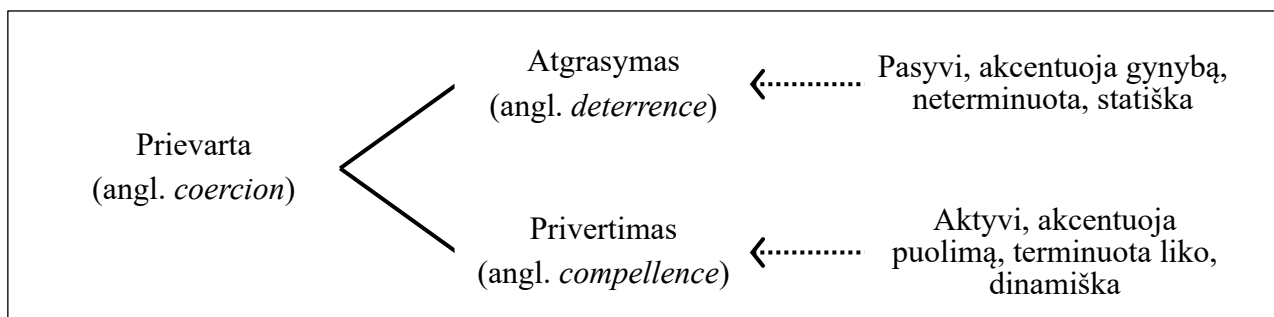 Prievarta
(angl. coercion)
Atgrasymas
(angl. deterrence)
Pasyvi, akcentuoja gynybą,
neterminuota, statiška
Privertimas
(angl. compellence)
Aktyvi, akcentuoja
puolimą, terminuota liko,
dinamiška